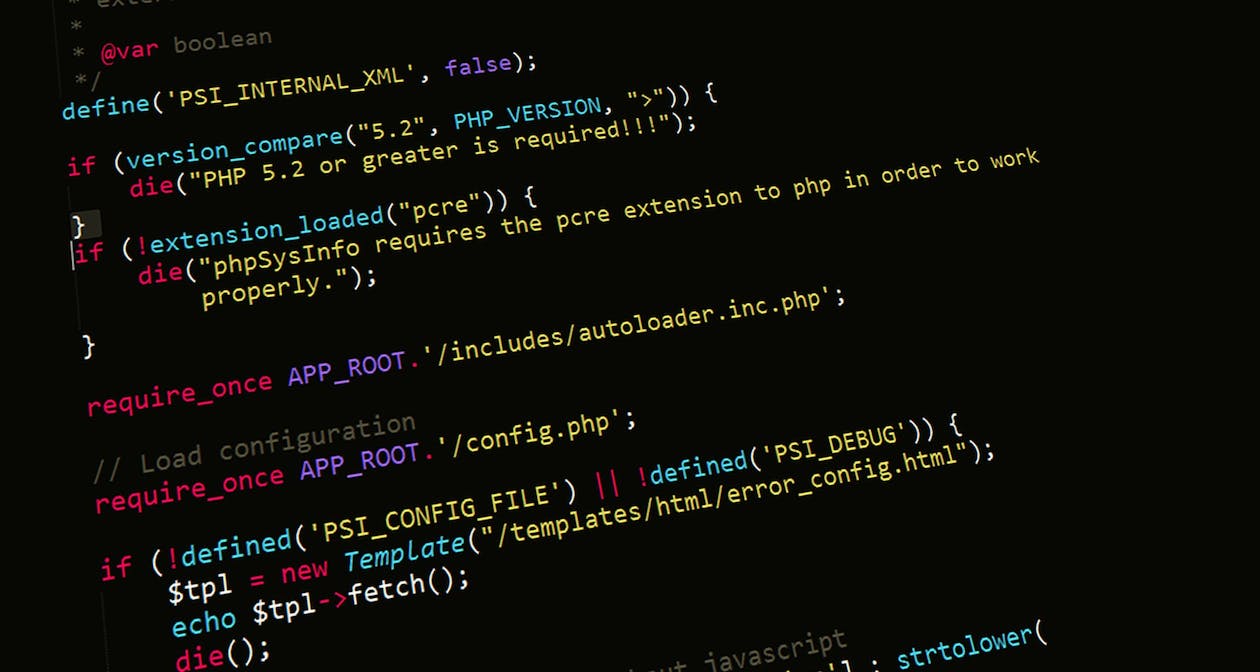 *
* @var boolean
*/
define('PSI_INTERNAL_XML', false);
if (version_compare("5.2", PHP_VERSION, ">")) {
die("PHP 5.2 or greater is required!!!");
}
if (!extension_loaded("pcre")) {
die("phpSysInfo requires the pcre extension to php in order to work
properly.");
}
require_once APP_ROOT.'/includes/autoloader.inc.php';
// Load configuration
require_once APP_ROOT.'/config.php';
if (!defined('PSI_CONFIG_FILE') || !defined('PSI_DEBUG')) {
$tpl = new Template("/templates/html/error_config.html");
echo $tpl->fetch();
die();
javascript
strtolower(